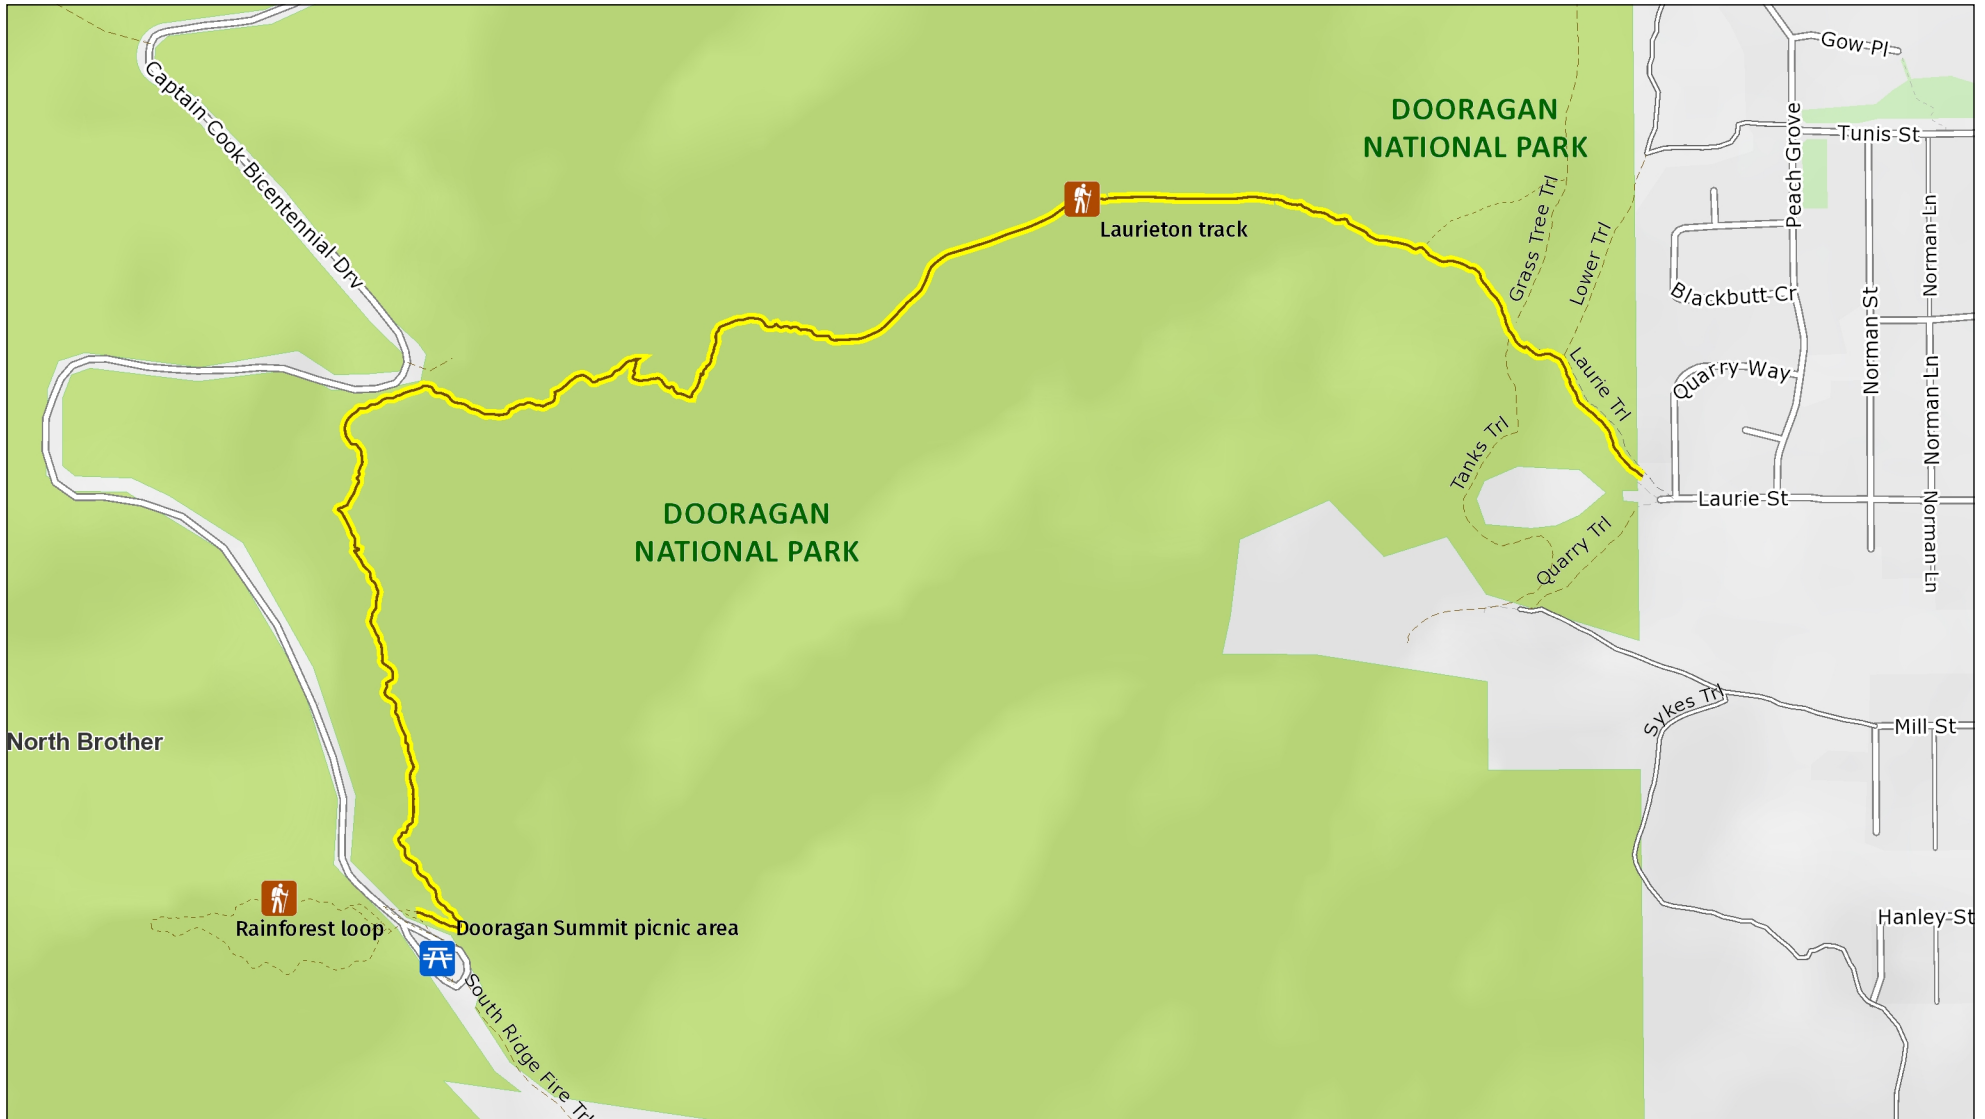 Gow Pl
Captain Cook Bicentennial Drv
DOORAGAN
NATIONAL PARK
Tunis St
Peach Grove
Laurieton track
Grass Tree Trl
Lower Trl
Norman Ln
Blackbutt Cr
Norman St
Laurie Trl
Quarry Way
Norman Ln
Tanks Trl
Laurie St
DOORAGAN
NATIONAL PARK
Quarry Trl
Norman Ln
Sykes Trl
Mill St
North Brother
Hanley St
Rainforest loop
Dooragan Summit picnic area
South Ridge Fire Trl